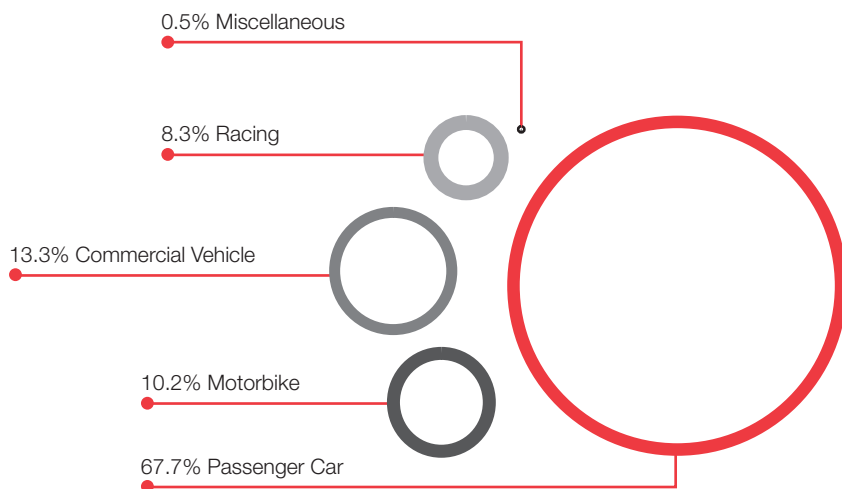 0.5% Miscellaneous
8.3% Racing
13.3% Commercial Vehicle
10.2% Motorbike
67.7% Passenger Car